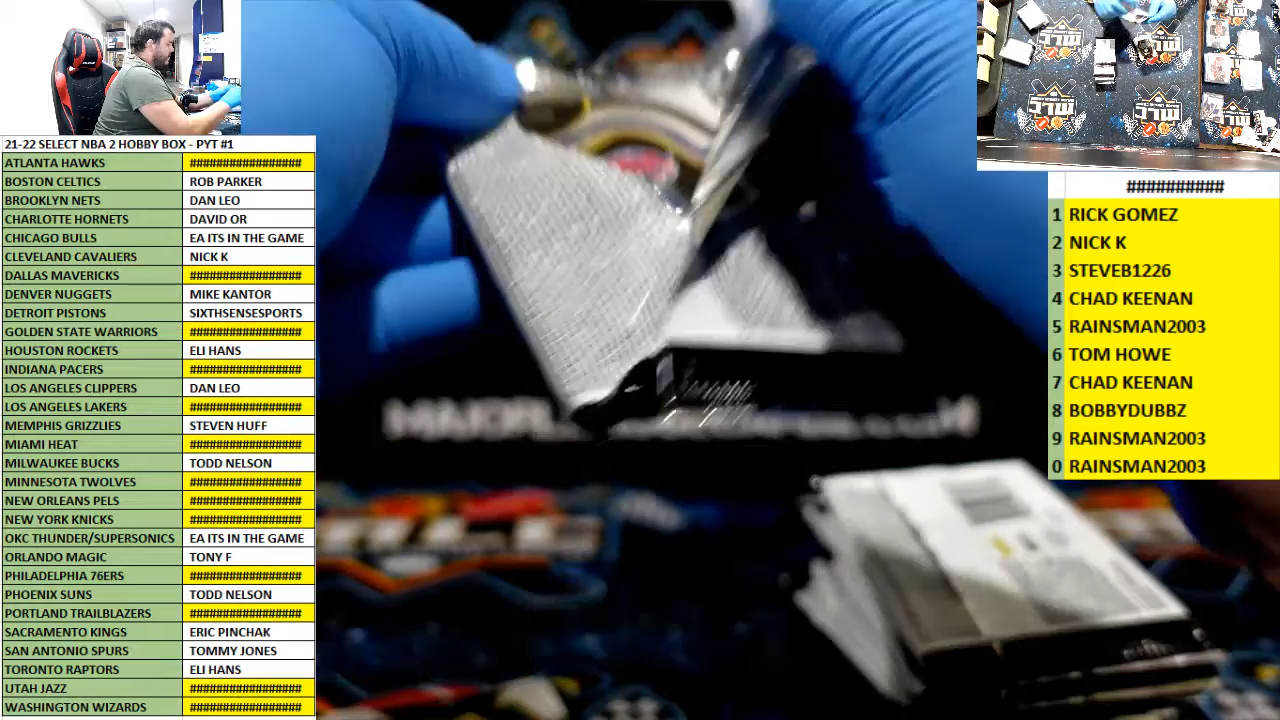 21-22 SELECT NBA 2 HOBBY BOX - PYT #1
ATLANTA HAWKS ################
BOSTON CELTICS ROB PARKER
BROOKLYN NETS DAN LEO
CHARLOTTE HORNETS DAVID OR
CHICAGO BULLS EA ITS IN THE GAME
CLEVELAND CAVALIERS NICK K
DALLAS MAVERICKS ################
DENVER NUGGETS MIKE KANTOR
DETROIT PISTONS SIXTHSENSESPORTS
GOLDEN STATE WARRIORS ################
HOUSTON ROCKETS ELI HANS
INDIANA PACERS ################
LOS ANGELES CLIPPERS DAN LEO
LOS ANGELES LAKERS ################
MEMPHIS GRIZZLIES STEVEN HUFF
MIAMI HEAT ################
MILWAUKEE BUCKS TODD NELSON
MINNESOTA TWOLVES ################
NEW ORLEANS PELS ################
NEW YORK KNICKS ################
OKC THUNDER/SUPERSONICS EA ITS IN THE GAME
ORLANDO MAGIC TONY F
PHILADELPHIA 76ERS ################
PHOENIX SUNS TODD NELSON
PORTLAND TRAILBLAZERS ################
SACRAMENTO KINGS ERIC PINCHAK
SAN ANTONIO SPURS TOMMY JONES
TORONTO RAPTORS ELI HANS
UTAH JAZZ ################
WASHINGTON WIZARDS ################
##########
1 RICK GOMEZ
2 NICK K
3 STEVEB1226
4 CHAD KEENAN
5 RAINSMAN2003
6 TOM HOWE
7 CHAD KEENAN
8 BOBBYDUBBZ
9 RAINSMAN2003
0 RAINSMAN2003